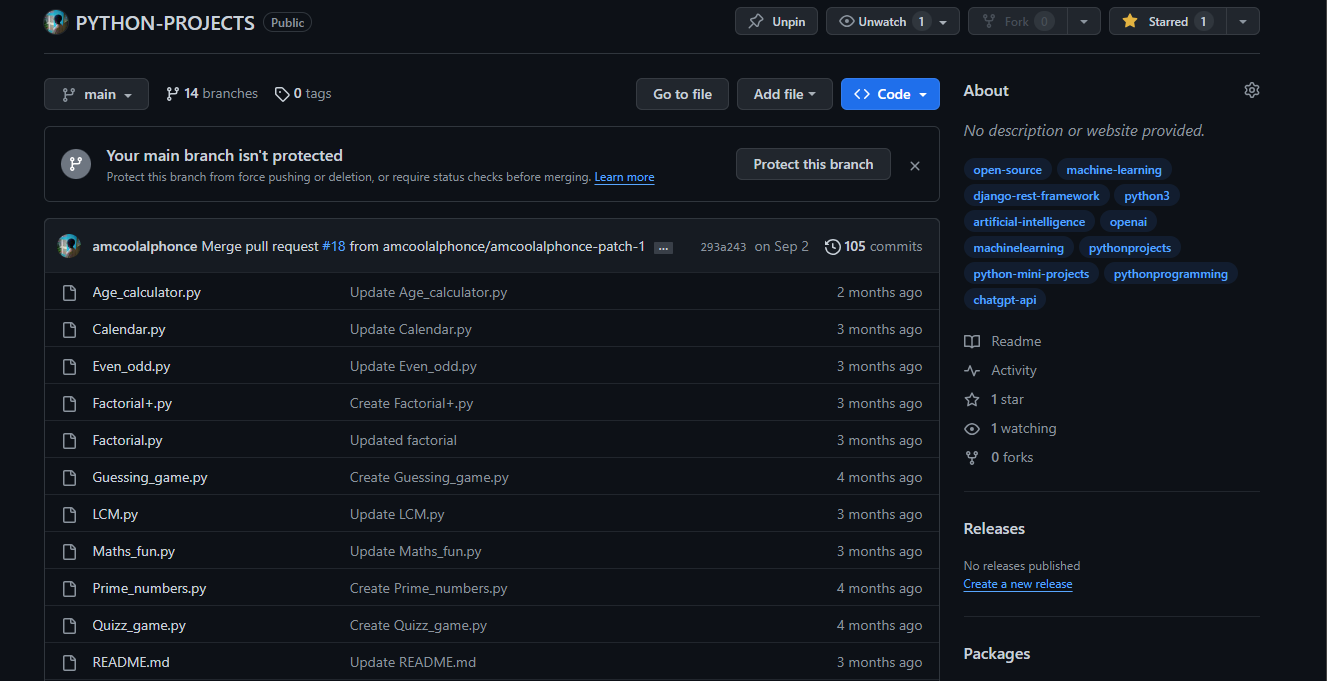 PYTHON-PROJECTS Public Unpin Unwatch 1 Fork 0 Starred 1
main 14 branches 0 tags Go to file Add file Code
Your main branch isn't protected
Protect this branch from force pushing or deletion, or require status checks before merging. Learn more
Protect this branch
amcoolalphonce Merge pull request #18 from amcoolalphonce/amcoolalphonce-patch-1 ... 293a243 on Sep 2 105 commits
Age_calculator.py Update Age_calculator.py 2 months ago
Calendar.py Update Calendar.py 3 months ago
Even_odd.py Update Even_odd.py 3 months ago
Factorial+.py Create Factorial+.py 3 months ago
Factorial.py Updated factorial 3 months ago
Guessing_game.py Create Guessing_game.py 4 months ago
LCM.py Update LCM.py 3 months ago
Maths_fun.py Update Maths_fun.py 3 months ago
Prime_numbers.py Create Prime_numbers.py 4 months ago
Quizz_game.py Create Quizz_game.py 4 months ago
README.md Update README.md 3 months ago
About
No description or website provided.
open-source machine-learning
django-rest-framework python3
artificial-intelligence openai
machinelearning pythonprojects
python-mini-projects pythonprogramming
chatgpt-api
Readme
Activity
1 star
1 watching
0 forks
Releases
No releases published
Create a new release
Packages